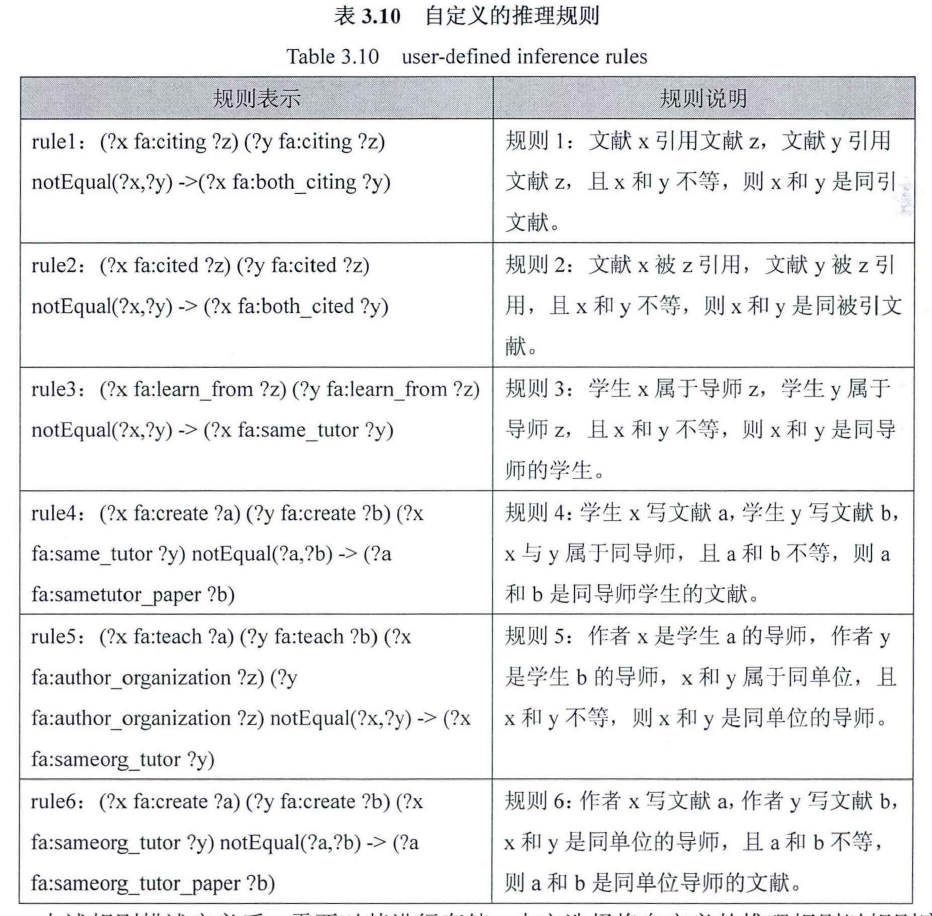 表 3.10 自定义的推理规则
Table 3.10 user-defined inference rules
规则表示
规则说明
rule1：(?x fa:citing ?z) (?y fa:citing ?z)
notEqual(?x,?y) ->(?x fa:both_citing ?y)
规则 1：文献 x 引用文献 z，文献 y 引用
文献 z，且 x 和 y 不等，则 x 和 y 是同引
文献。
rule2：(?x fa:cited ?z) (?y fa:cited ?z)
notEqual(?x,?y) -> (?x fa:both_cited ?y)
规则 2：文献 x 被 z 引用，文献 y 被 z 引
用，且 x 和 y 不等，则 x 和 y 是同被引文
献。
rule3：(?x fa:learn_from ?z) (?y fa:learn_from ?z)
notEqual(?x,?y) -> (?x fa:same_tutor ?y)
规则 3：学生 x 属于导师 z，学生 y 属于
导师 z，且 x 和 y 不等，则 x 和 y 是同导
师的学生。
rule4：(?x fa:create ?a) (?y fa:create ?b) (?x
fa:same_tutor ?y) notEqual(?a,?b) -> (?a
fa:sametutor_paper ?b)
规则 4：学生 x 写文献 a，学生 y 写文献 b，
x 与 y 属于同导师，且 a 和 b 不等，则 a
和 b 是同导师学生的文献。
rule5：(?x fa:teach ?a) (?y fa:teach ?b) (?x
fa:author_organization ?z) (?y
fa:author_organization ?z) notEqual(?x,?y) -> (?x
fa:sameorg_tutor ?y)
规则 5：作者 x 是学生 a 的导师，作者 y
是学生 b 的导师，x 和 y 属于同单位，且
x 和 y 不等，则 x 和 y 是同单位的导师。
rule6：(?x fa:create ?a) (?y fa:create ?b) (?x
fa:sameorg_tutor ?y) notEqual(?a,?b) -> (?a
fa:sameorg_tutor_paper ?b)
规则 6：作者 x 写文献 a，作者 y 写文献 b，
x 和 y 是同单位的导师，且 a 和 b 不等，
则 a 和 b 是同单位导师的文献。